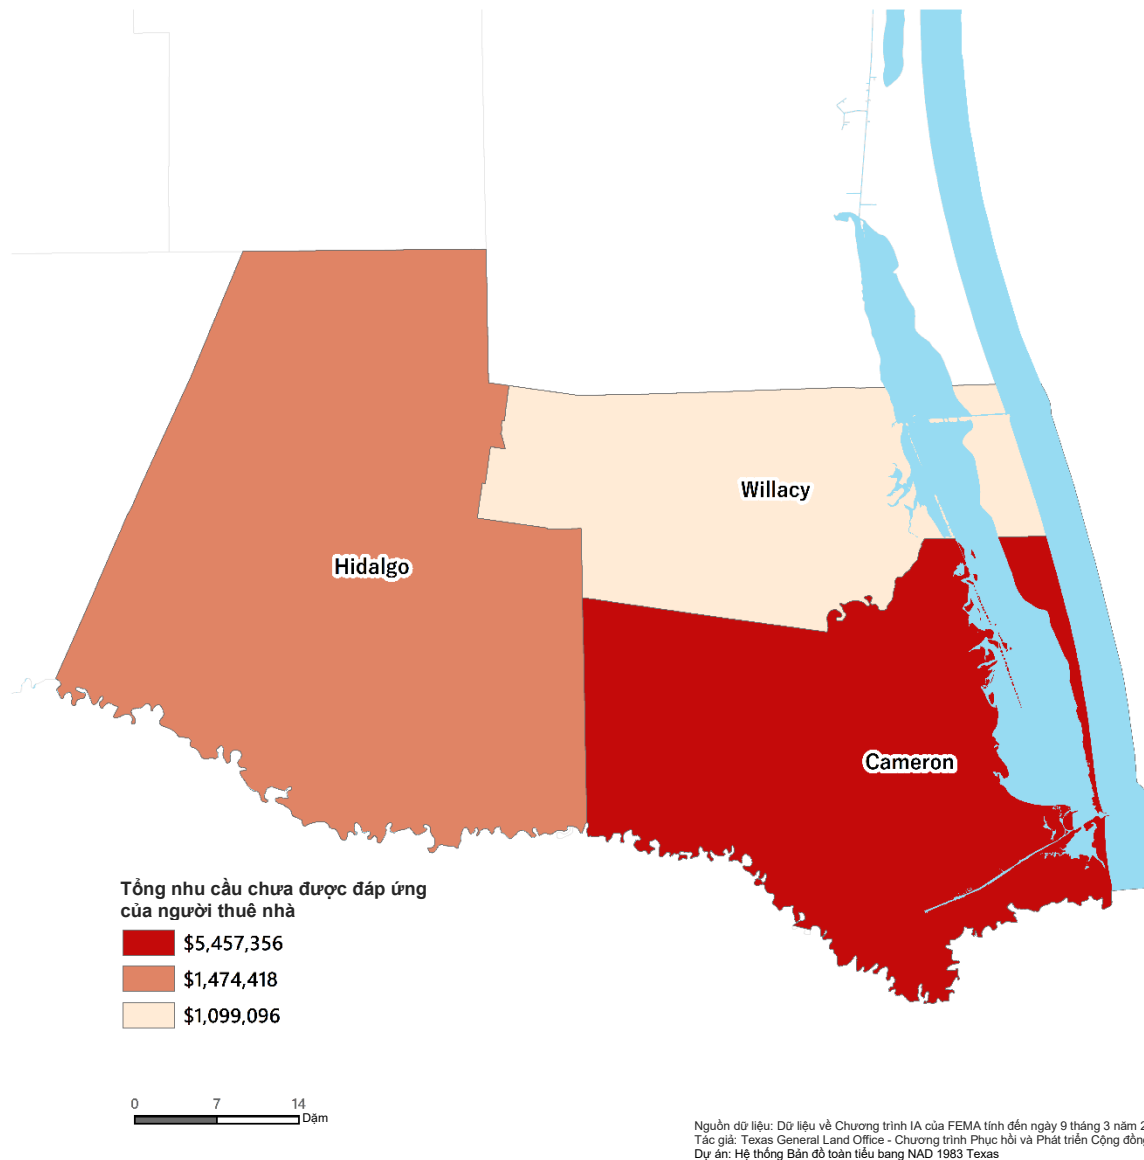 Willacy
Hidalgo
Cameron
Tổng nhu cầu chưa được đáp ứng
của người thuê nhà
$5,457,356
$1,474,418
$1,099,096
0 7 14
Dặm
Nguồn dữ liệu: Dữ liệu về Chương trình IA của FEMA tính đến ngày 9 tháng 3 năm 2
Tác giả: Texas General Land Office - Chương trình Phục hồi và Phát triển Cộng đồng
Dự án: Hệ thống Bản đồ toàn tiểu bang NAD 1983 Texas